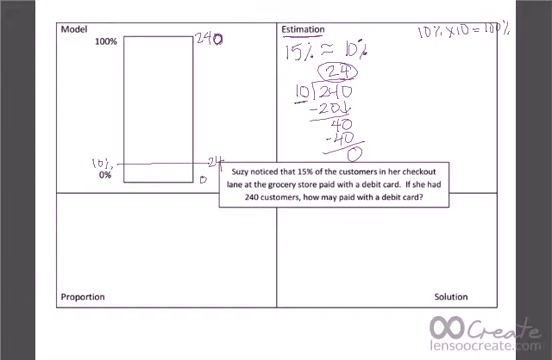 Model
100%
240
10%
24
0%
0
Estimation
10% x 10 = 100%
15% ≈ 10%
24
10 240
-20↓
40
-40
0
Suzy noticed that 15% of the customers in her checkout
lane at the grocery store paid with a debit card. If she had
240 customers, how may paid with a debit card?
Proportion
Solution
Create
lensoocreate.com